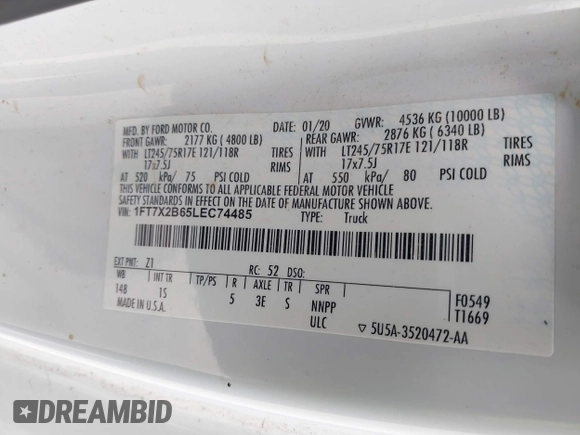 MFD. BY FORD MOTOR CO.
01/20
GVWR: 4536 KG (10000 LB)
FRONT GAWR: 2177 KG (4800 LB)
REAR GAWR: 2876 KG (6340 LB)
WITH LT245/75R17E 121/118R TIRES
WITH LT245/75R17E 121/118R TIRES
17x7.5J RIMS
17x7.5J RIMS
AT 520 kPa/ 75 PSI COLD
AT 550 kPa/ 80 PSI COLD
THIS VEHICLE CONFORMS TO ALL APPLICABLE FEDERAL MOTOR VEHICLE
SAFETY STANDARDS IN EFFECT ON THE DATE OF MANUFACTURE SHOWN ABOVE.
VIN: 1FT7X2B65LEC74485
TYPE: Truck
EXT PNT: Z1 RC: 52 DSO:
WB INT TR TP/PS R AXLE TR SPR
148 15 5 3E S NNPP
ULC
F0549
T1669
MADE IN U.S.A.
▽ 5U5A-3520472-AA
DREAMBID